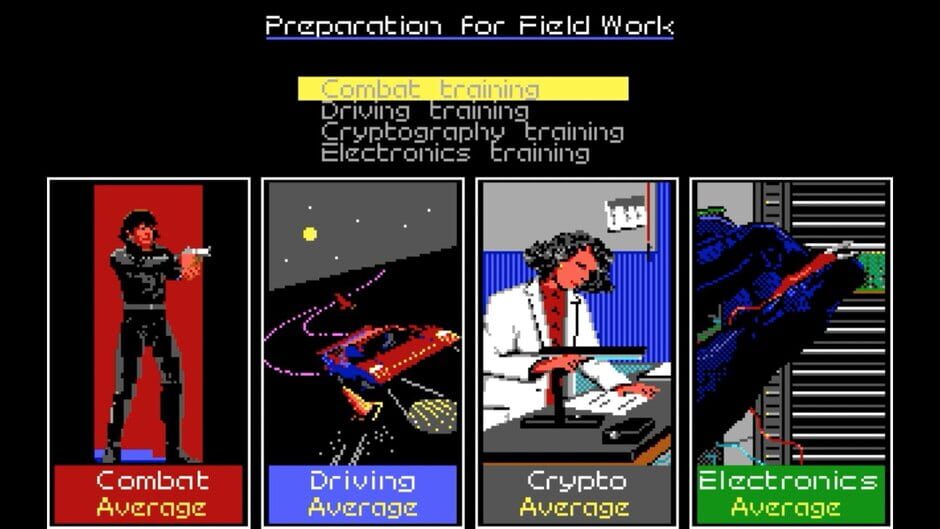 Preparation for Field Work
Combat training
Driving training
Cryptography training
Electronics training
Combat
Average
Driving
Average
Crypto
Average
Electronics
Average